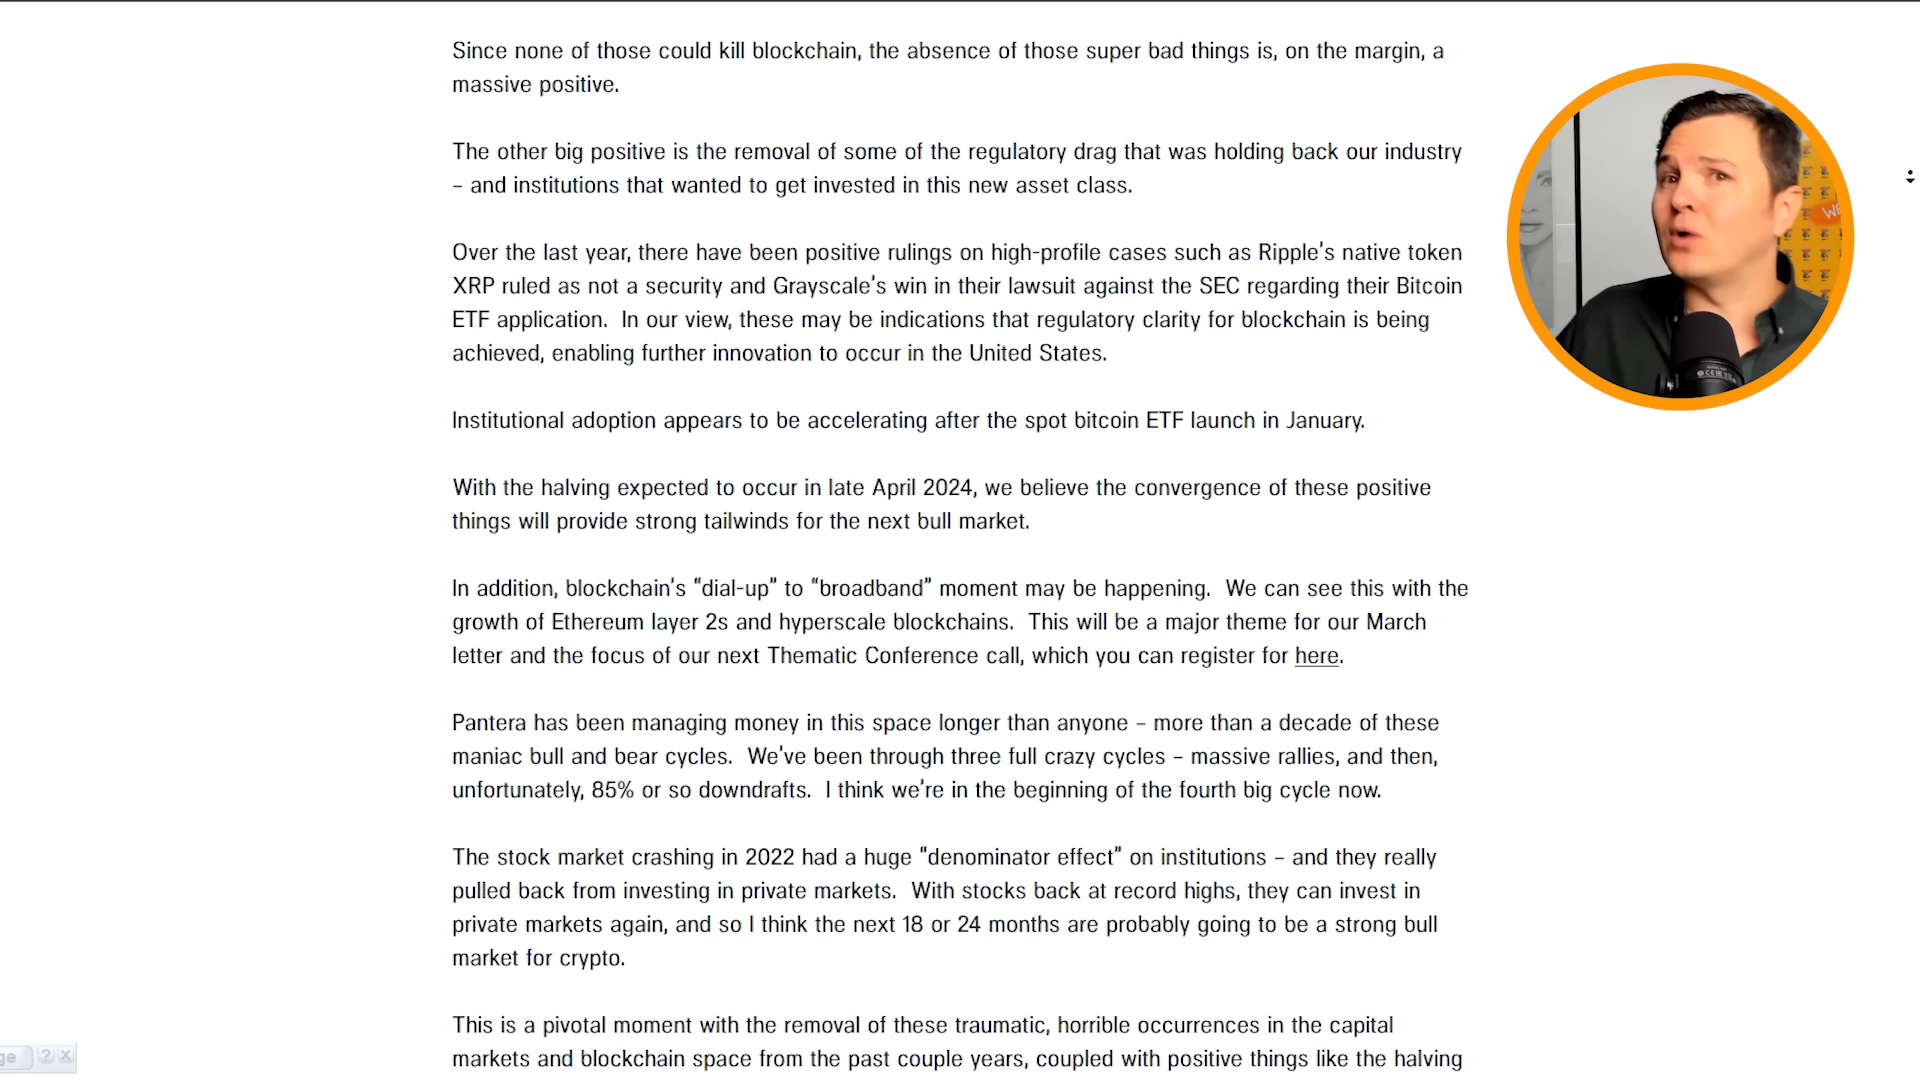 Since none of those could kill blockchain, the absence of those super bad things is, on the margin, a
massive positive.
The other big positive is the removal of some of the regulatory drag that was holding back our industry
– and institutions that wanted to get invested in this new asset class.
Over the last year, there have been positive rulings on high-profile cases such as Ripple's native token
XRP ruled as not a security and Grayscale's win in their lawsuit against the SEC regarding their Bitcoin
ETF application.  In our view, these may be indications that regulatory clarity for blockchain is being
achieved, enabling further innovation to occur in the United States.
Institutional adoption appears to be accelerating after the spot bitcoin ETF launch in January.
With the halving expected to occur in late April 2024, we believe the convergence of these positive
things will provide strong tailwinds for the next bull market.
In addition, blockchain's “dial-up” to “broadband” moment may be happening.  We can see this with the
growth of Ethereum layer 2s and hyperscale blockchains.  This will be a major theme for our March
letter and the focus of our next Thematic Conference call, which you can register for here.
Pantera has been managing money in this space longer than anyone – more than a decade of these
maniac bull and bear cycles.  We've been through three full crazy cycles – massive rallies, and then,
unfortunately, 85% or so downdrafts.  I think we're in the beginning of the fourth big cycle now.
The stock market crashing in 2022 had a huge “denominator effect” on institutions – and they really
pulled back from investing in private markets.  With stocks back at record highs, they can invest in
private markets again, and so I think the next 18 or 24 months are probably going to be a strong bull
market for crypto.
This is a pivotal moment with the removal of these traumatic, horrible occurrences in the capital
markets and blockchain space from the past couple years, coupled with positive things like the halving
WE
ge ? x